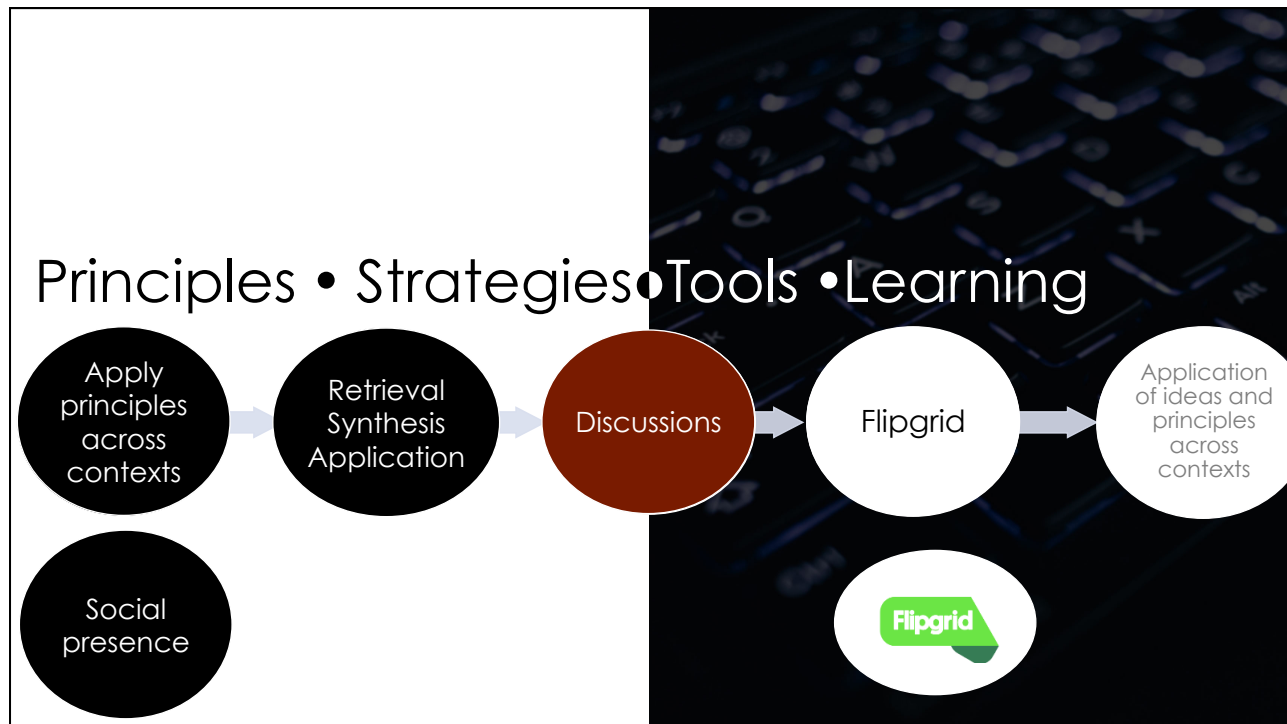 Principles • Strategies•Tools •Learning
Apply
principles
across
contexts
Retrieval
Synthesis
Application
Discussions
Flipgrid
Application
of ideas and
principles
across
contexts
Social
presence
Flipgrid
Q
A
S
X
C
Alt